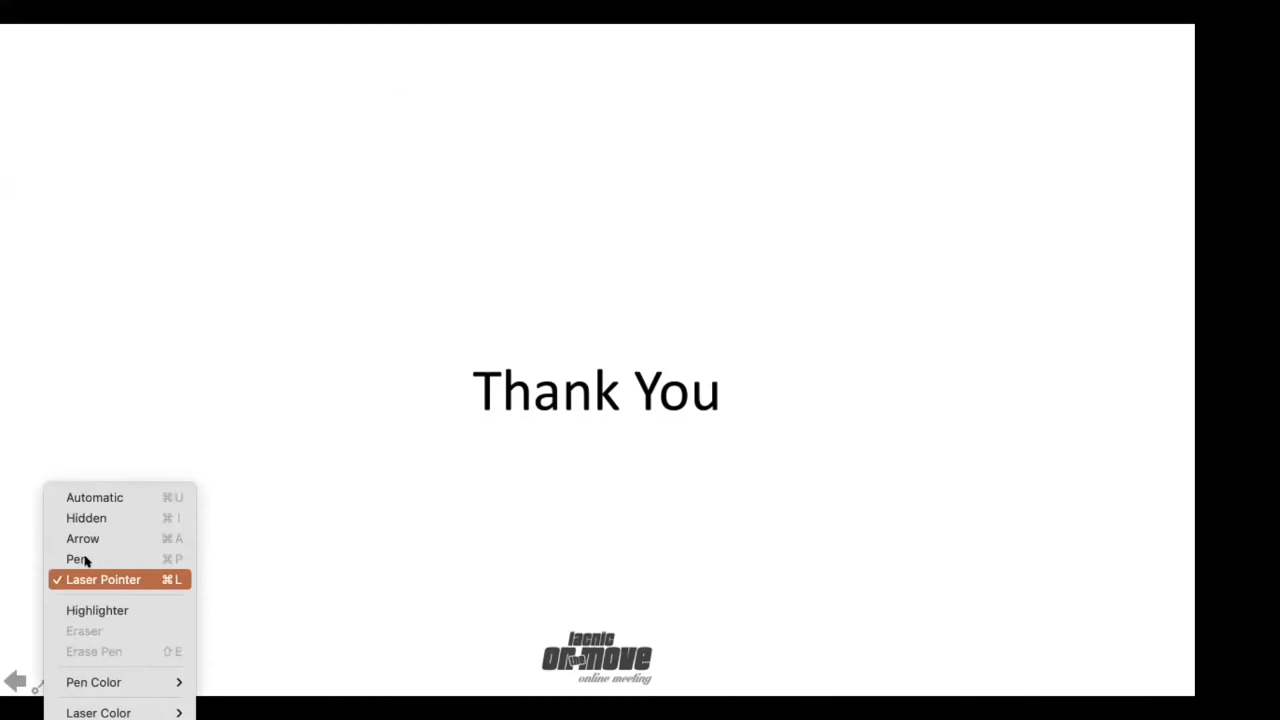 Thank You
Automatic ⌘U
Hidden ⌘I
Arrow ⌘A
Pen ⌘P
✓ Laser Pointer ⌘L
Highlighter
Eraser
Erase Pen ⇧E
Pen Color >
Laser Color >
lacnic
on the move
online meeting